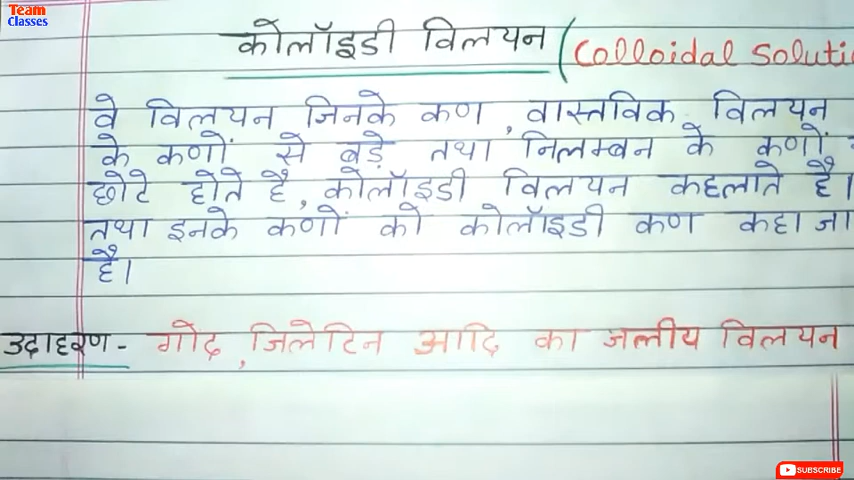 Team
Classes
कोलॉइडी विलयन (Colloidal Soluti
वे विलयन जिनके कण , वास्तविक विलयन
के कणों से बड़े तथा निलम्बन के कणों
छोटे होते है , कोलॉइडी विलयन कहलाते है।
तथा इनके कणों को कोलॉइडी कण कहा जा
है।
उदाहरण - गोद , जिलेटिन आदि का जलीय विलयन
SUBSCRIBE